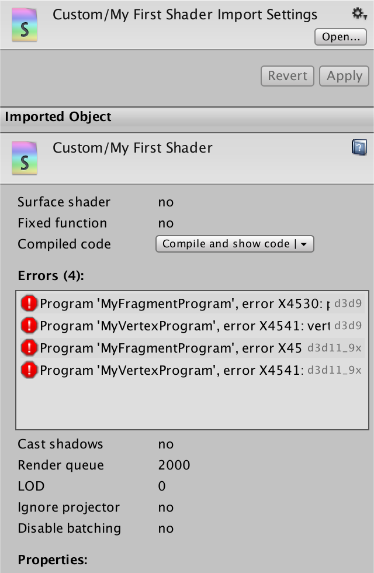 Custom/My First Shader Import Settings
Open...
Revert Apply
Imported Object
S Custom/My First Shader ?
Surface shader no
Fixed function no
Compiled code Compile and show code
Errors (4):
Program 'MyFragmentProgram', error X4530: d3d9
Program 'MyVertexProgram', error X4541: vert d3d9
Program 'MyFragmentProgram', error X45 d3d11_9x
Program 'MyVertexProgram', error X4541: d3d11_9x
Cast shadows no
Render queue 2000
LOD 0
Ignore projector no
Disable batching no
Properties: